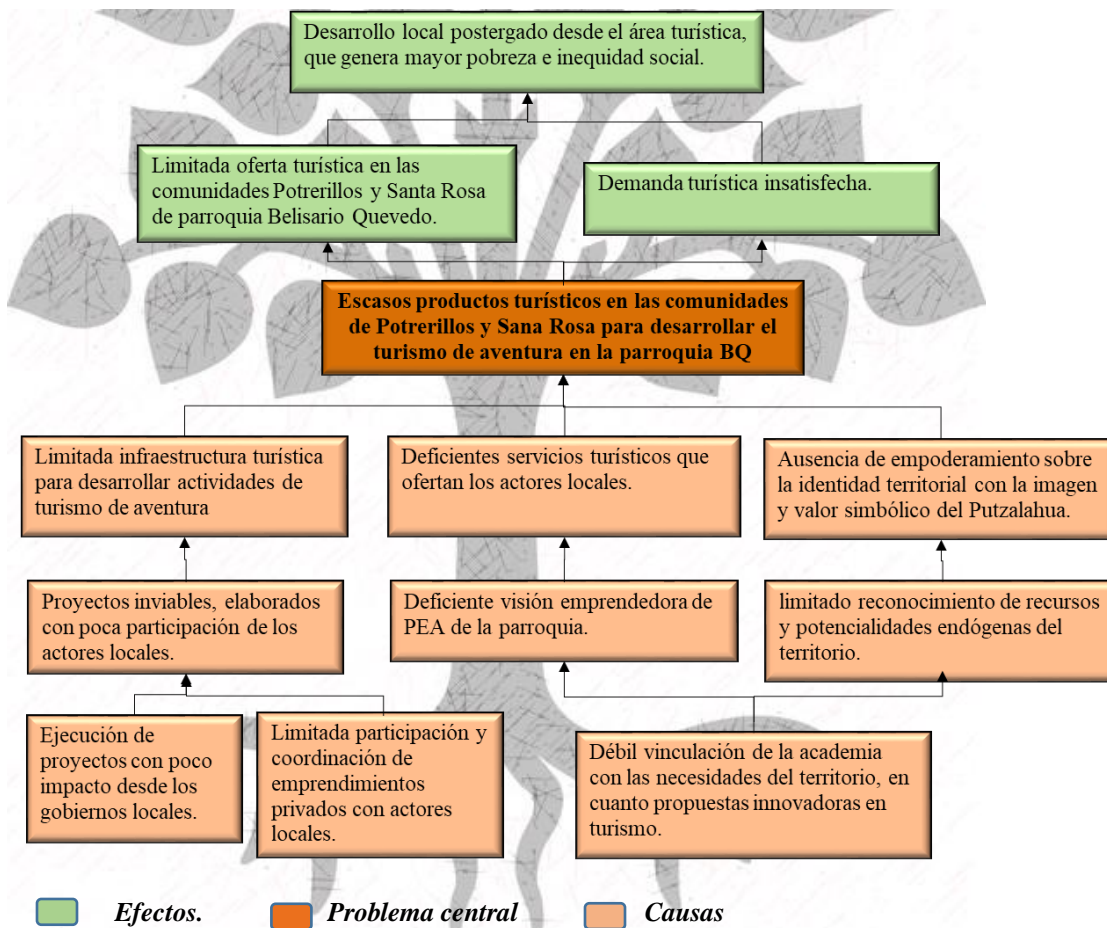 Desarrollo local postergado desde el área turística,
que genera mayor pobreza e inequidad social.
Limitada oferta turística en las
comunidades Potrerillos y Santa Rosa
de parroquia Belisario Quevedo.
Demanda turística insatisfecha.
Escasos productos turísticos en las comunidades
de Potrerillos y Sana Rosa para desarrollar el
turismo de aventura en la parroquia BQ
Limitada infraestructura turística
para desarrollar actividades de
turismo de aventura
Deficientes servicios turísticos que
ofertan los actores locales.
Ausencia de empoderamiento sobre
la identidad territorial con la imagen
y valor simbólico del Putzalahua.
Proyectos inviables, elaborados
con poca participación de los
actores locales.
Deficiente visión emprendedora de
PEA de la parroquia.
limitado reconocimiento de recursos
y potencialidades endógenas del
territorio.
Ejecución de
proyectos con poco
impacto desde los
gobiernos locales.
Limitada participación y
coordinación de
emprendimientos
privados con actores
locales.
Débil vinculación de la academia
con las necesidades del territorio, en
cuanto propuestas innovadoras en
turismo.
Efectos.
Problema central
Causas